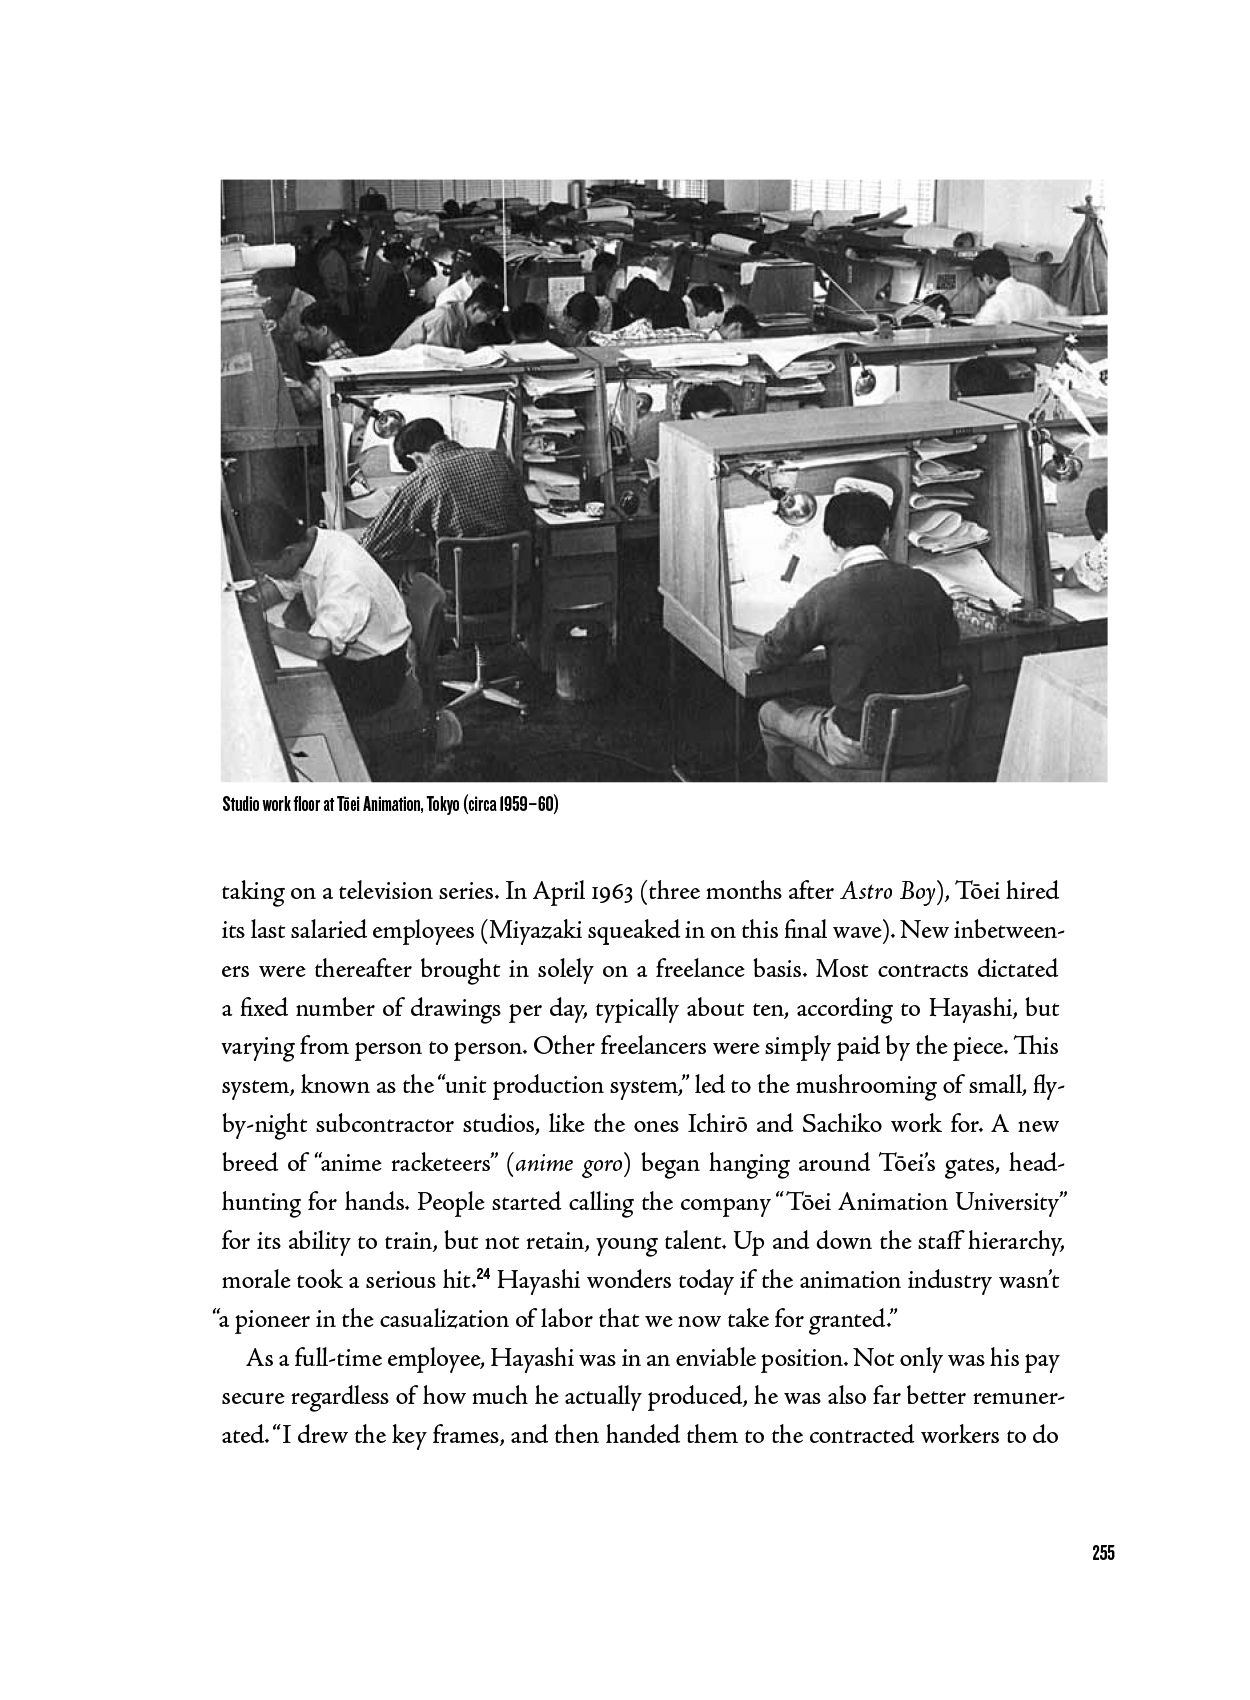 Studio work floor at Tōei Animation, Tokyo (circa 1959–60)
taking on a television series. In April 1963 (three months after Astro Boy), Tōei hired
its last salaried employees (Miyazaki squeaked in on this final wave). New inbetween-
ers were thereafter brought in solely on a freelance basis. Most contracts dictated
a fixed number of drawings per day, typically about ten, according to Hayashi, but
varying from person to person. Other freelancers were simply paid by the piece. This
system, known as the “unit production system,” led to the mushrooming of small, fly-
by-night subcontractor studios, like the ones Ichirō and Sachiko work for. A new
breed of “anime racketeers” (anime goro) began hanging around Tōei’s gates, head-
hunting for hands. People started calling the company “Tōei Animation University”
for its ability to train, but not retain, young talent. Up and down the staff hierarchy,
morale took a serious hit.24 Hayashi wonders today if the animation industry wasn’t
“a pioneer in the casualization of labor that we now take for granted.”
As a full-time employee, Hayashi was in an enviable position. Not only was his pay
secure regardless of how much he actually produced, he was also far better remuner-
ated. “I drew the key frames, and then handed them to the contracted workers to do
255